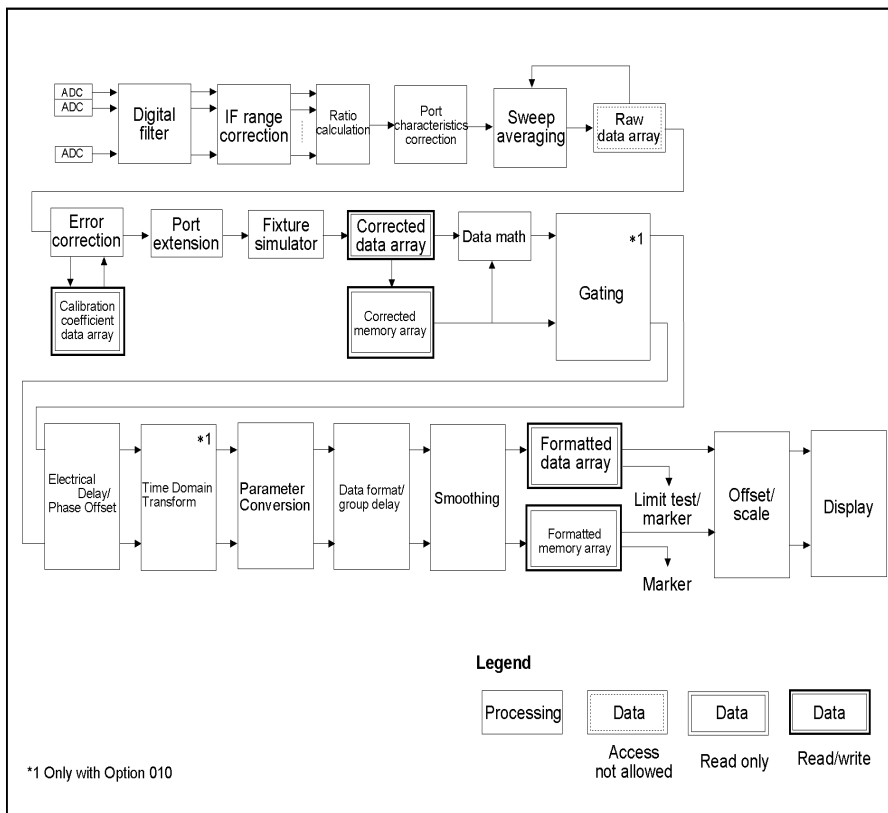 ADC
ADC
ADC
Digital
filter
IF range
correction
Ratio
calculation
Port
characteristics
correction
Sweep
averaging
Raw
data array
Error
correction
Port
extension
Fixture
simulator
Corrected
data array
Data math
*1
Gating
Calibration
coefficient
data array
Corrected
memory array
Electrical
Delay/
Phase Offset
*1
Time Domain
Transform
Parameter
Conversion
Data format/
group delay
Smoothing
Formatted
data array
Limit test/
marker
Formatted
memory array
Marker
Offset/
scale
Display
Legend
Processing
Data
Access
not allowed
Data
Read only
Data
Read/write
*1 Only with Option 010